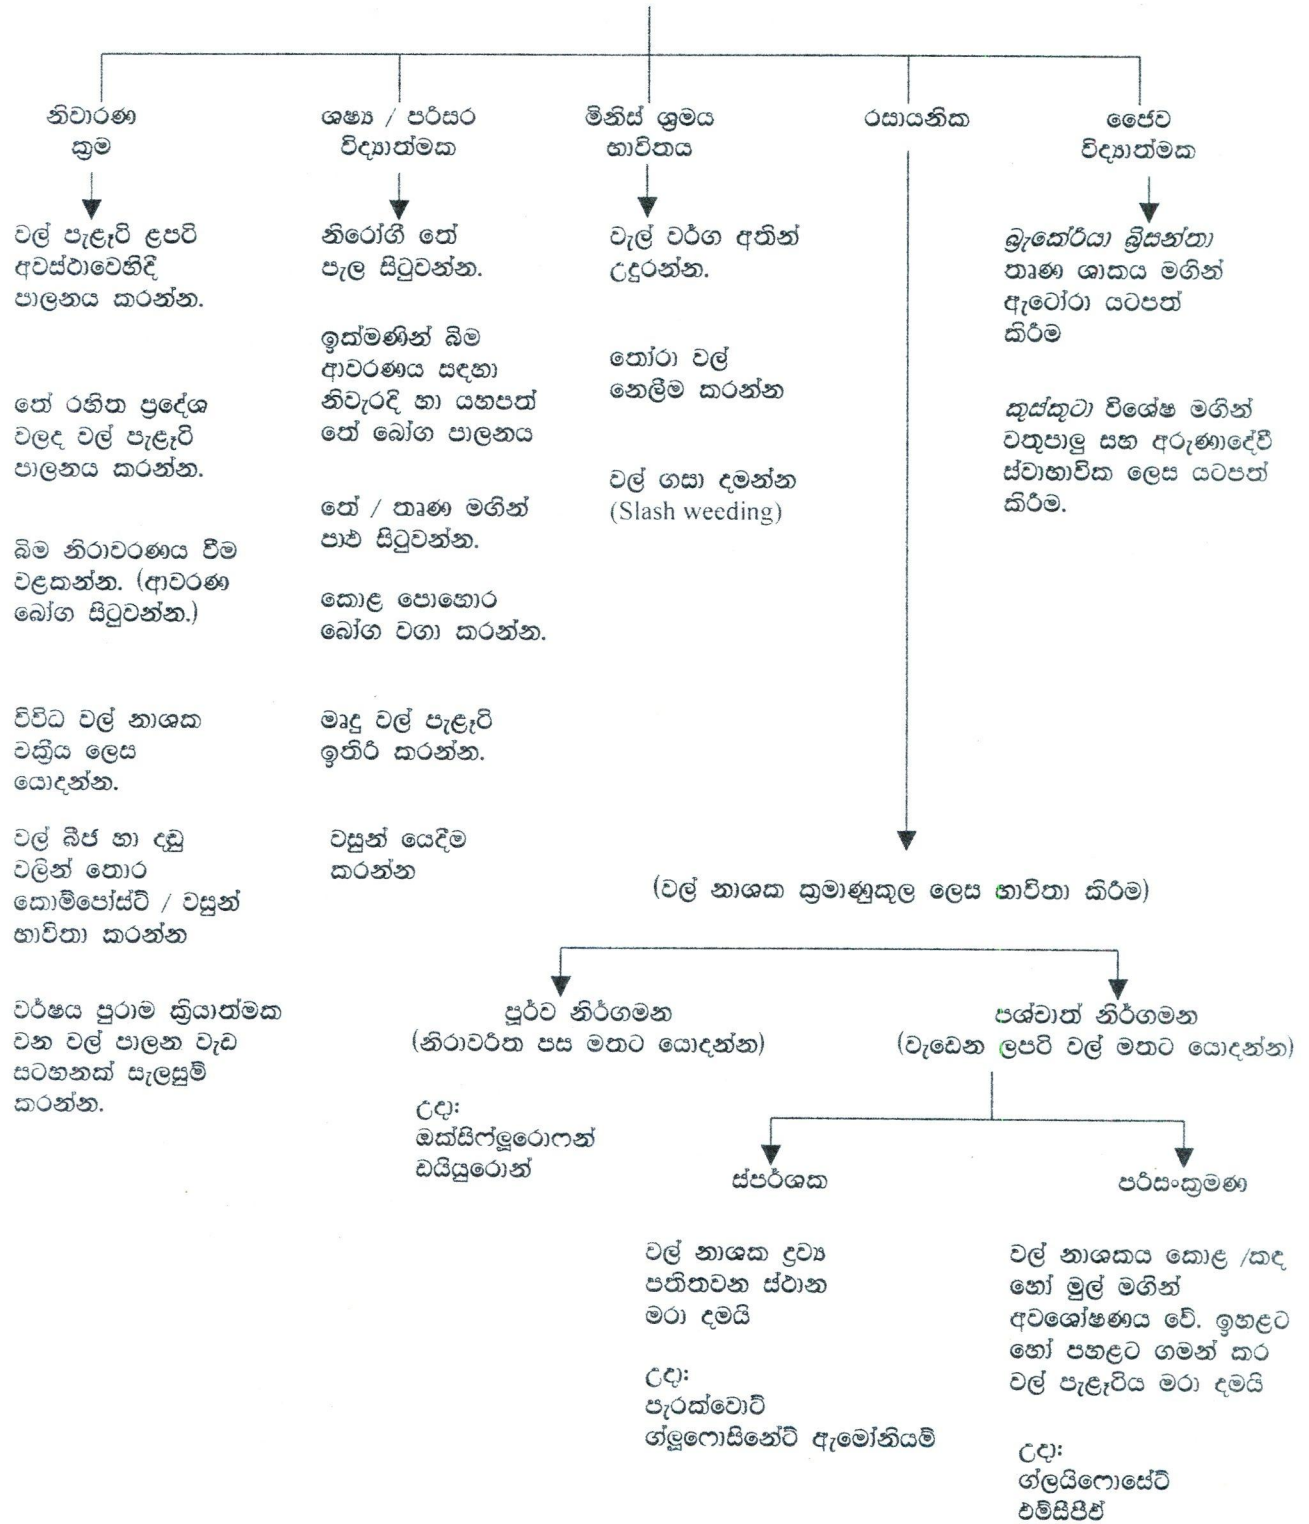 නිවාරණ
ක්‍රම
වල් පැළෑටි ළපටි
අවස්ථාවෙහිදී
පාලනය කරන්න.
තේ රහිත ප්‍රදේශ
වලද වල් පැළෑටි
පාලනය කරන්න.
බිම නිරාවරණය වීම
වළකන්න. (ආවරණ
බෝග සිටුවන්න.)
විවිධ වල් නාශක
චක්‍රීය ලෙස
යොදන්න.
වල් බීජ හා දඬු
වලින් තොර
කොම්පෝස්ට් / වසුන්
භාවිතා කරන්න
වර්ෂය පුරාම ක්‍රියාත්මක
වන වල් පාලන වැඩ
සටහනක් සැලසුම්
කරන්න.
ශෂ්‍ය / පරිසර
විද්‍යාත්මක
නිරෝගී තේ
පැල සිටුවන්න.
ඉක්මණින් බිම
ආවරණය සඳහා
නිවැරදි හා යහපත්
තේ බෝග පාලනය
තේ / තෘණ මගින්
පාළු සිටුවන්න.
කොළ පොහොර
බෝග වගා කරන්න.
මෘදු වල් පැළෑටි
ඉතිරි කරන්න.
වසුන් යෙදීම
කරන්න
මිනිස් ශ්‍රමය
භාවිතය
වැල් වර්ග අතින්
උදුරන්න.
තෝරා වල්
නෙලීම කරන්න
වල් ගසා දමන්න
(Slash weeding)
රසායනික
(වල් නාශක ක්‍රමාණුකූල ලෙස භාවිතා කිරීම)
පූර්ව නිර්ගමන
(නිරාවරිත පස මතට යොදන්න)
උදා:
ඔක්සිෆ්ලූරොෆන්
ඩයියුරොන්
පශ්චාත් නිර්ගමන
(වැඩෙන ලපටි වල් මතට යොදන්න)
ස්පර්ශක
වල් නාශක ද්‍රව්‍ය
පතිතවන ස්ථාන
මරා දමයි
උදා:
පැරක්වොට්
ග්ලූෆොසිනේට් ඇමෝනියම්
පරිසංක්‍රමණ
වල් නාශකය කොළ /කඳ
හෝ මුල් මගින්
අවශෝෂණය වේ. ඉහළට
හෝ පහළට ගමන් කර
වල් පැළෑටිය මරා දමයි
උදා:
ග්ලයිෆොසේට්
එම්සීපීඒ
ජෛව
විද්‍යාත්මක
බ්‍රැකේරියා බ්‍රිසන්තා
තෘණ ශාකය මගින්
ඇටෝරා යටපත්
කිරීම
කුස්කුටා විශේෂ මගින්
වතුපාලු සහ අරුණාදේවී
ස්වාභාවික ලෙස යටපත්
කිරීම.